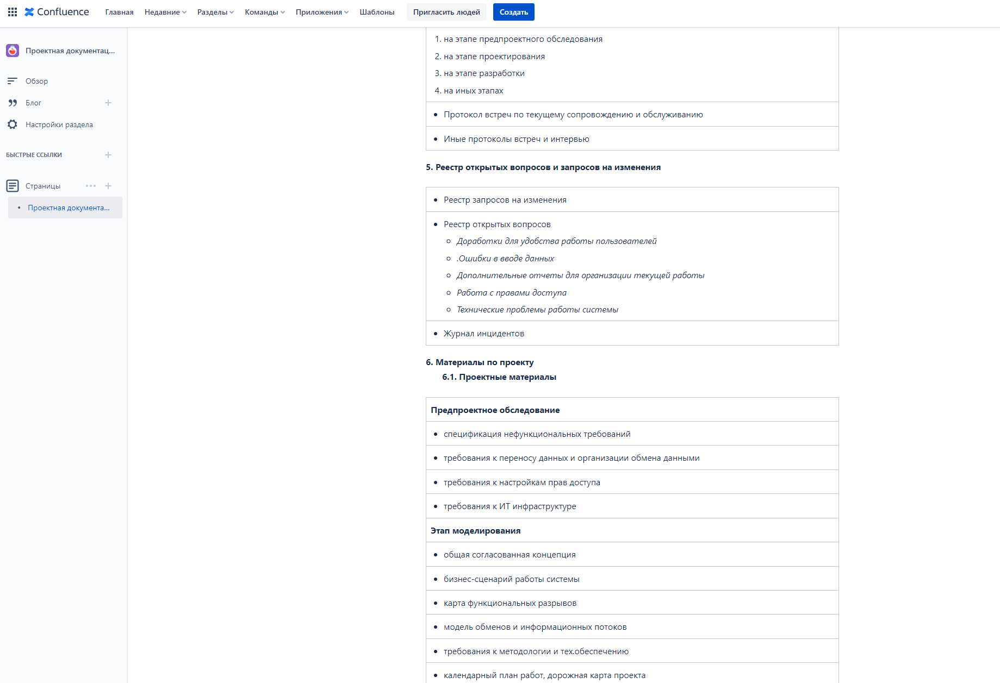 Confluence
Главная
Недавние
Разделы
Команды
Приложения
Шаблоны
Пригласить людей
Создать
Проектная документац...
Обзор
Блог
Настройки раздела
БЫСТРЫЕ ССЫЛКИ
Страницы
• Проектная документа...
1. на этапе предпроектного обследования
2. на этапе проектирования
3. на этапе разработки
4. на иных этапах
• Протокол встреч по текущему сопровождению и обслуживанию
• Иные протоколы встреч и интервью
5. Реестр открытых вопросов и запросов на изменения
• Реестр запросов на изменения
• Реестр открытых вопросов
◦ Доработки для удобства работы пользователей
◦ .Ошибки в вводе данных
◦ Дополнительные отчеты для организации текущей работы
◦ Работа с правами доступа
◦ Технические проблемы работы системы
• Журнал инцидентов
6. Материалы по проекту
6.1. Проектные материалы
Предпроектное обследование
• спецификация нефункциональных требований
• требования к переносу данных и организации обмена данными
• требования к настройкам прав доступа
• требования к ИТ инфраструктуре
Этап моделирования
• общая согласованная концепция
• бизнес-сценарий работы системы
• карта функциональных разрывов
• модель обменов и информационных потоков
• требования к методологии и тех.обеспечению
• календарный план работ, дорожная карта проекта